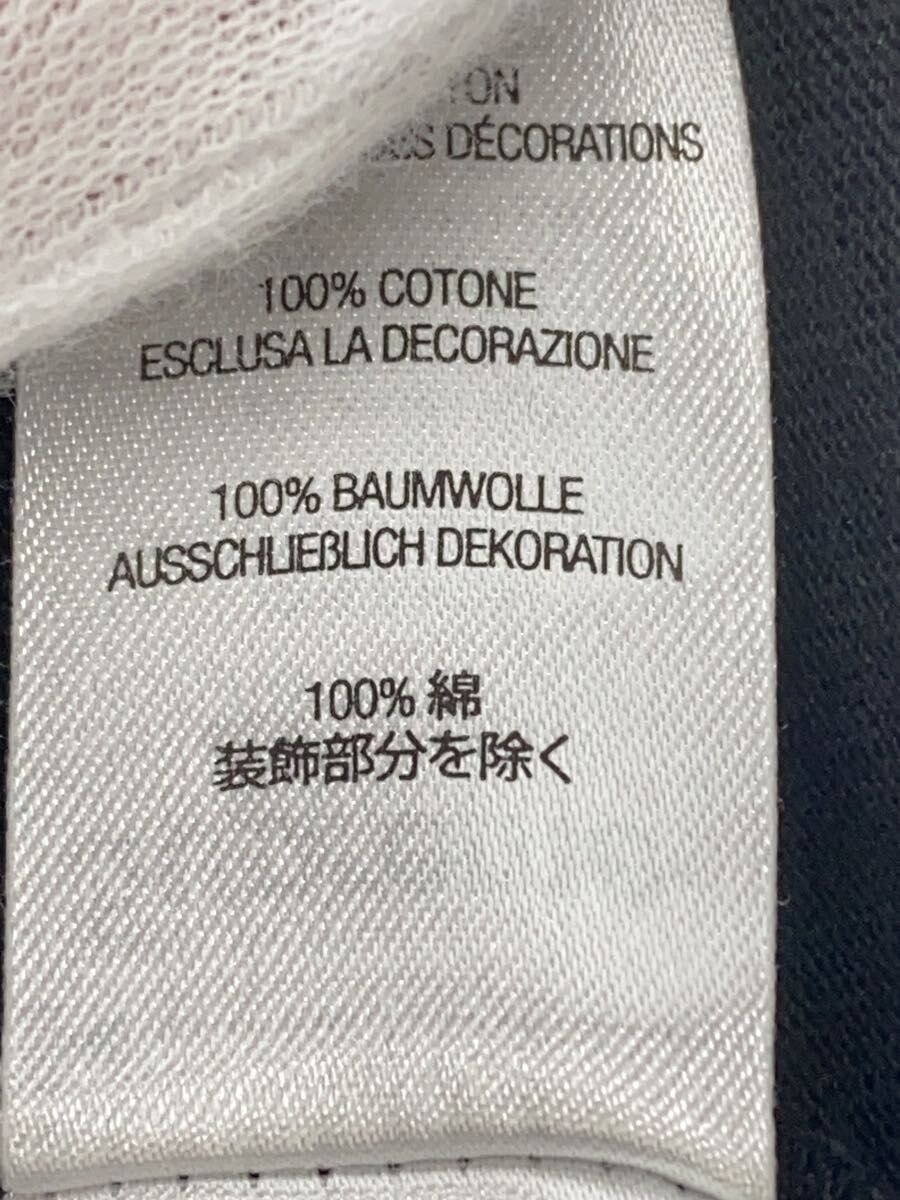 DÉCORATIONS
100% COTONE
ESCLUSA LA DECORAZIONE
100% BAUMWOLLE
AUSSCHLIEßLICH DEKORATION
100% 綿
装飾部分を除く